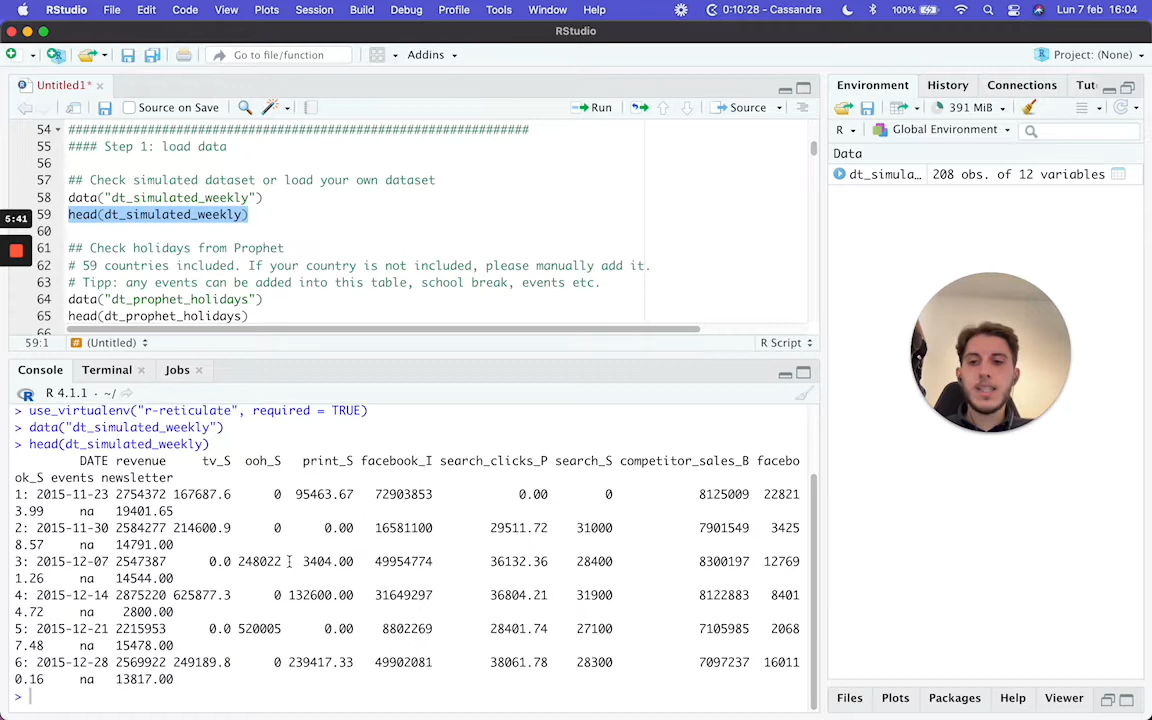 RStudio File Edit Code View Plots Session Build Debug Profile Tools Window Help 0:10:28 - Cassandra 100% Lun 7 feb 16:04
RStudio
Go to file/function Addins Project: (None)
Untitled1*
Source on Save Run Source
54 ################################################################
55 #### Step 1: load data
56
57 ## Check simulated dataset or load your own dataset
58 data("dt_simulated_weekly")
59 head(dt_simulated_weekly)
60
61 ## Check holidays from Prophet
62 # 59 countries included. If your country is not included, please manually add it.
63 # Tipp: any events can be added into this table, school break, events etc.
64 data("dt_prophet_holidays")
65 head(dt_prophet_holidays)
66
5:41
59:1 (Untitled) R Script
Console Terminal Jobs
R 4.1.1 · ~/
> use_virtualenv("r-reticulate", required = TRUE)
> data("dt_simulated_weekly")
> head(dt_simulated_weekly)
DATE revenue tv_S ooh_S print_S facebook_I search_clicks_P search_S competitor_sales_B facebo
ok_S events newsletter
1: 2015-11-23 2754372 167687.6 0 95463.67 72903853 0.00 0 8125009 22821
3.99 na 19401.65
2: 2015-11-30 2584277 214600.9 0 0.00 16581100 29511.72 31000 7901549 3425
8.57 na 14791.00
3: 2015-12-07 2547387 0.0 248022 3404.00 49954774 36132.36 28400 8300197 12769
1.26 na 14544.00
4: 2015-12-14 2875220 625877.3 0 132600.00 31649297 36804.21 31900 8122883 8401
4.72 na 2800.00
5: 2015-12-21 2215953 0.0 520005 0.00 8802269 28401.74 27100 7105985 2068
7.48 na 15478.00
6: 2015-12-28 2569922 249189.8 0 239417.33 49902081 38061.78 28300 7097237 16011
0.16 na 13817.00
>
Environment History Connections Tut
391 MiB
R Global Environment
Data
dt_simula… 208 obs. of 12 variables
Files Plots Packages Help Viewer